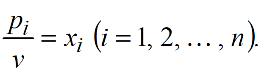 p_i/v = x_i (i = 1, 2, ..., n).